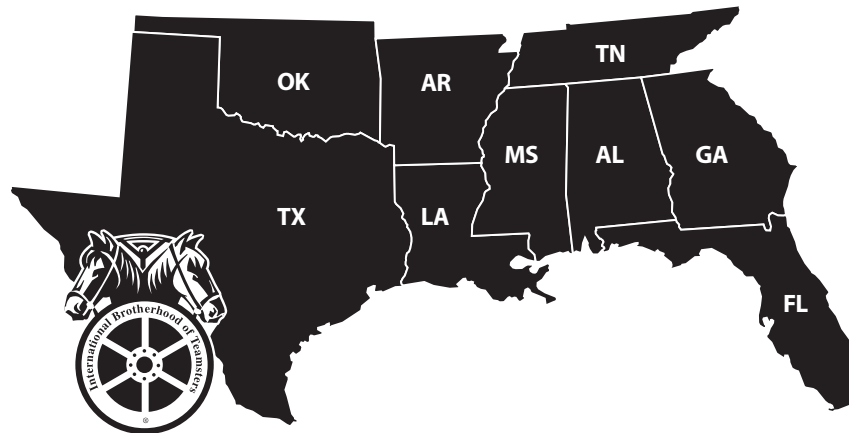 TN
OK
AR
MS
AL
GA
TX
LA
FL
International Brotherhood of Teamsters
®